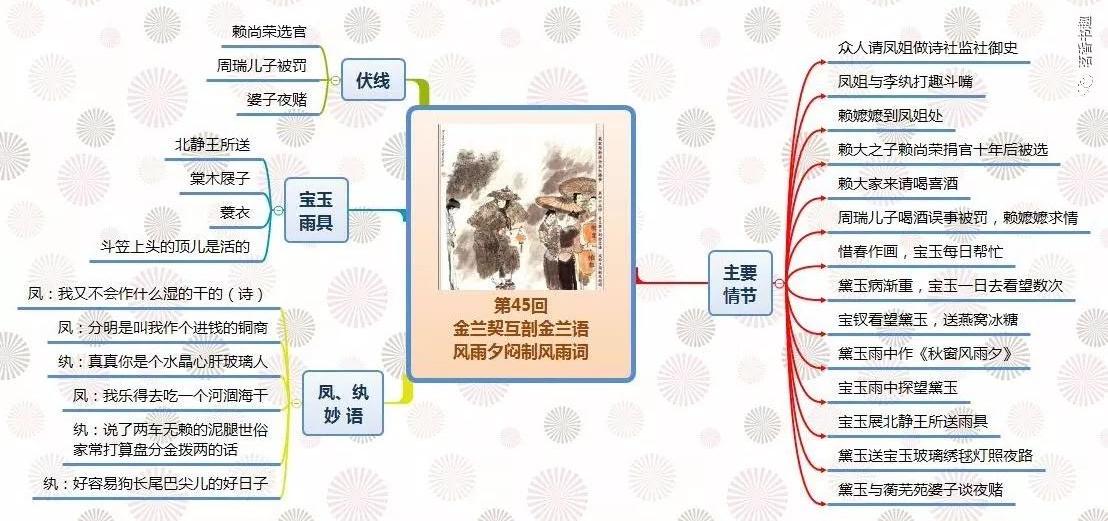 赖尚荣选官
周瑞儿子被罚
婆子夜赌
伏线
北静王所送
棠木屐子
蓑衣
斗笠上头的顶儿是活的
宝玉
雨具
凤：我又不会作什么湿的干的（诗）
凤：分明是叫我作个进钱的铜商
纨：真真你是个水晶心肝玻璃人
凤：我乐得去吃一个河涸海干
纨：说了两车无赖的泥腿世俗
家常打算盘分金拨两的话
纨：好容易狗长尾巴尖儿的好日子
凤、纨
妙 语
第45回
金兰契互剖金兰语
风雨夕闷制风雨词
主要
情节
众人请凤姐做诗社监社御史
凤姐与李纨打趣斗嘴
赖嬷嬷到凤姐处
赖大之子赖尚荣捐官十年后被选
赖大家来请喝喜酒
周瑞儿子喝酒误事被罚，赖嬷嬷求情
惜春作画，宝玉每日帮忙
黛玉病渐重，宝玉一日去看望数次
宝钗看望黛玉，送燕窝冰糖
黛玉雨中作《秋窗风雨夕》
宝玉雨中探望黛玉
宝玉展北静王所送雨具
黛玉送宝玉玻璃绣毬灯照夜路
黛玉与蘅芜苑婆子谈夜赌